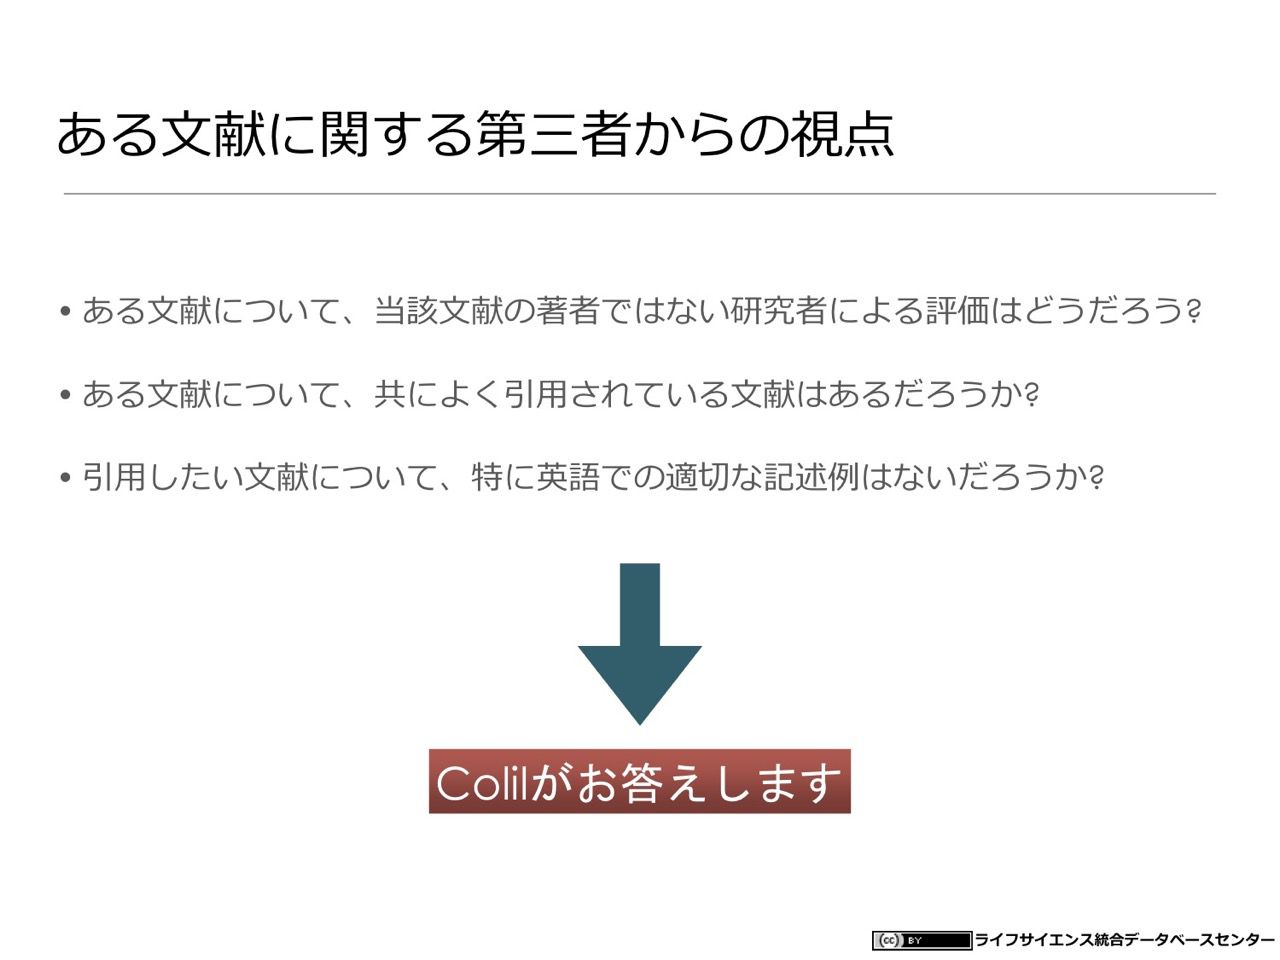 ある文献に関する第三者からの視点
• ある文献について、当該文献の著者ではない研究者による評価はどうだろう?
• ある文献について、共によく引用されている文献はあるだろうか?
• 引用したい文献について、特に英語での適切な記述例はないだろうか?
Colilがお答えします
cc BY ライフサイエンス統合データベースセンター